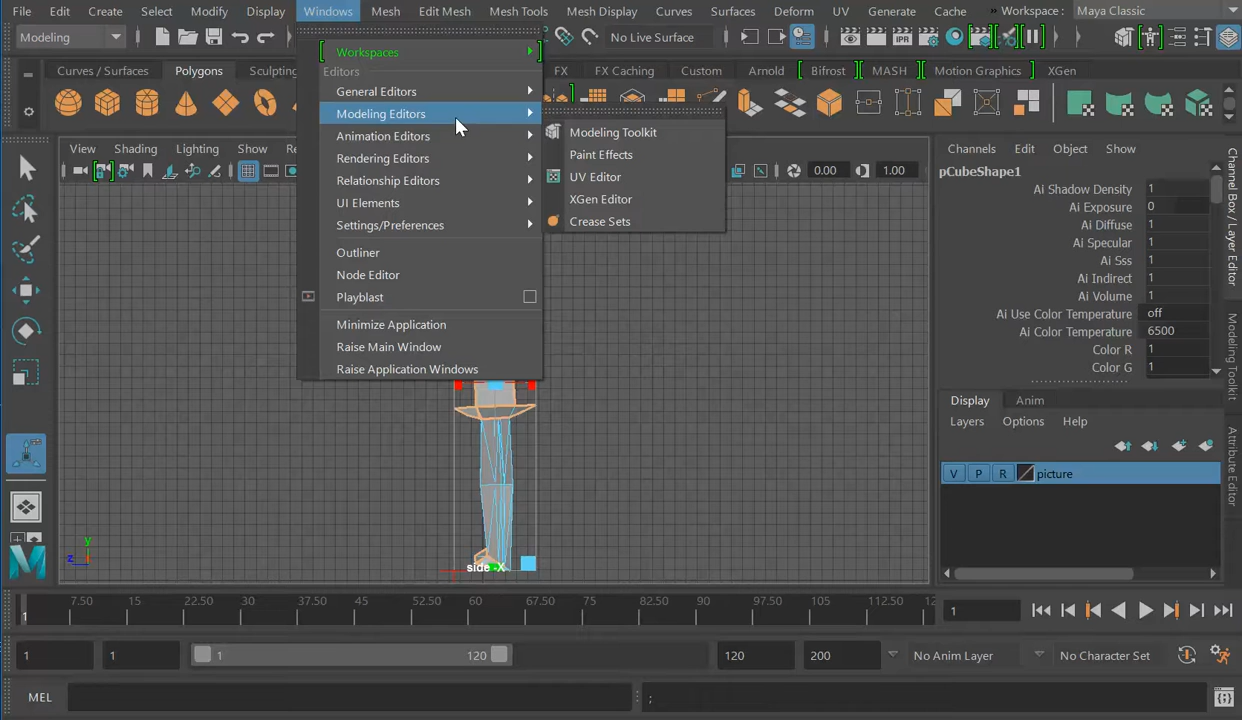 File Edit Create Select Modify Display Windows Mesh Edit Mesh Mesh Tools Mesh Display Curves Surfaces Deform UV Generate Cache » Workspace : Maya Classic
Modeling No Live Surface
Curves / Surfaces Polygons Sculpting FX FX Caching Custom Arnold Bifrost MASH Motion Graphics XGen
View Shading Lighting Show Re
0.00 1.00
Workspaces
Editors
General Editors
Modeling Editors
Animation Editors
Rendering Editors
Relationship Editors
UI Elements
Settings/Preferences
Outliner
Node Editor
Playblast
Minimize Application
Raise Main Window
Raise Application Windows
Modeling Toolkit
Paint Effects
UV Editor
XGen Editor
Crease Sets
Channels Edit Object Show
pCubeShape1
Ai Shadow Density 1
Ai Exposure 0
Ai Diffuse 1
Ai Specular 1
Ai Sss 1
Ai Indirect 1
Ai Volume 1
Ai Use Color Temperature off
Ai Color Temperature 6500
Color R 1
Color G 1
Display Anim
Layers Options Help
V P R picture
Channel Box / Layer Editor
Modeling Toolkit
Attribute Editor
y
z
side -X
7.50 15 22.50 30 37.50 45 52.50 60 67.50 75 82.50 90 97.50 105 112.50 12
1
1
1 1 1 120 120 200 No Anim Layer No Character Set
MEL ;